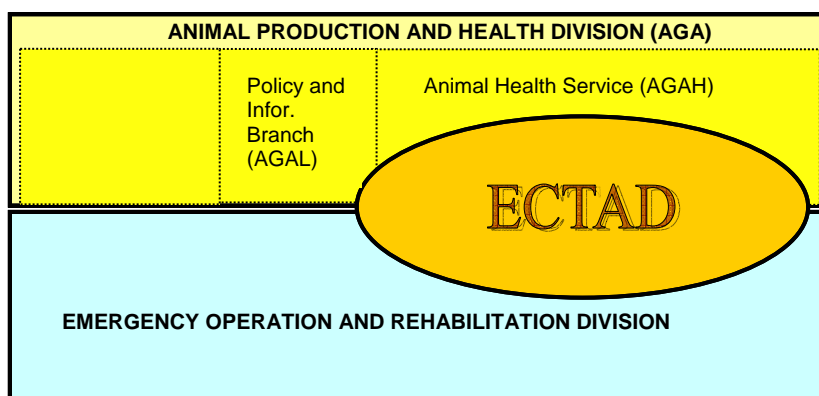 ANIMAL PRODUCTION AND HEALTH DIVISION (AGA)
Policy and
Infor.
Branch
(AGAL)
Animal Health Service (AGAH)
ECTAD
EMERGENCY OPERATION AND REHABILITATION DIVISION